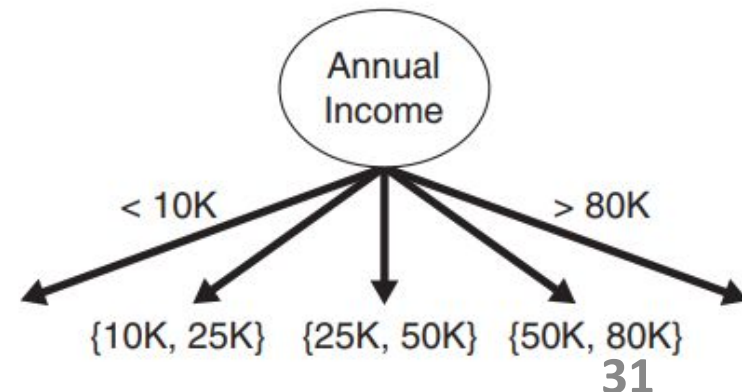 Annual
Income
< 10K
> 80K
{10K, 25K}
{25K, 50K}
{50K, 80K}
31